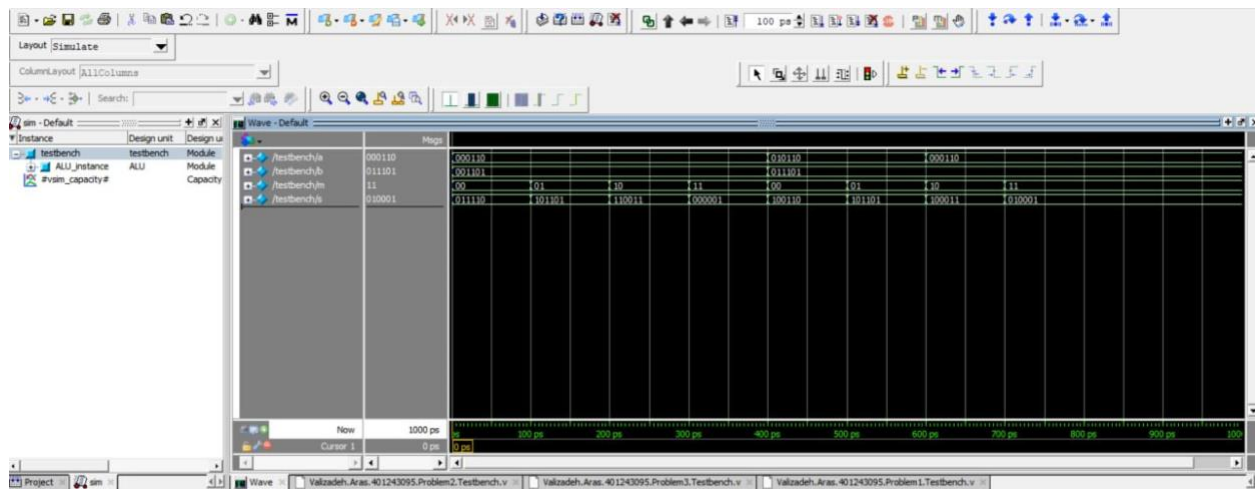 100 ps
Layout Simulate
ColumnLayout AllColumns
Search:
sim - Default
Wave - Default
Instance Design unit Design u
Msgs
testbench testbench Module
ALU_instance ALU Module
#vsim_capacity# Capacity
/testbench/a 000110 000110 010110 000110
/testbench/b 011101 001101 011101
/testbench/m 11 00 01 10 11 00 01 10 11
/testbench/s 010001 011110 101101 110011 000001 100110 101101 100011 010001
Now 1000 ps ps 100 ps 200 ps 300 ps 400 ps 500 ps 600 ps 700 ps 800 ps 900 ps 100
Cursor 1 0 ps 0 ps
Project sim Wave Valizadeh.Aras.401243095.Problem2.Testbench.v Valizadeh.Aras.401243095.Problem3.Testbench.v Valizadeh.Aras.401243095.Problem1.Testbench.v